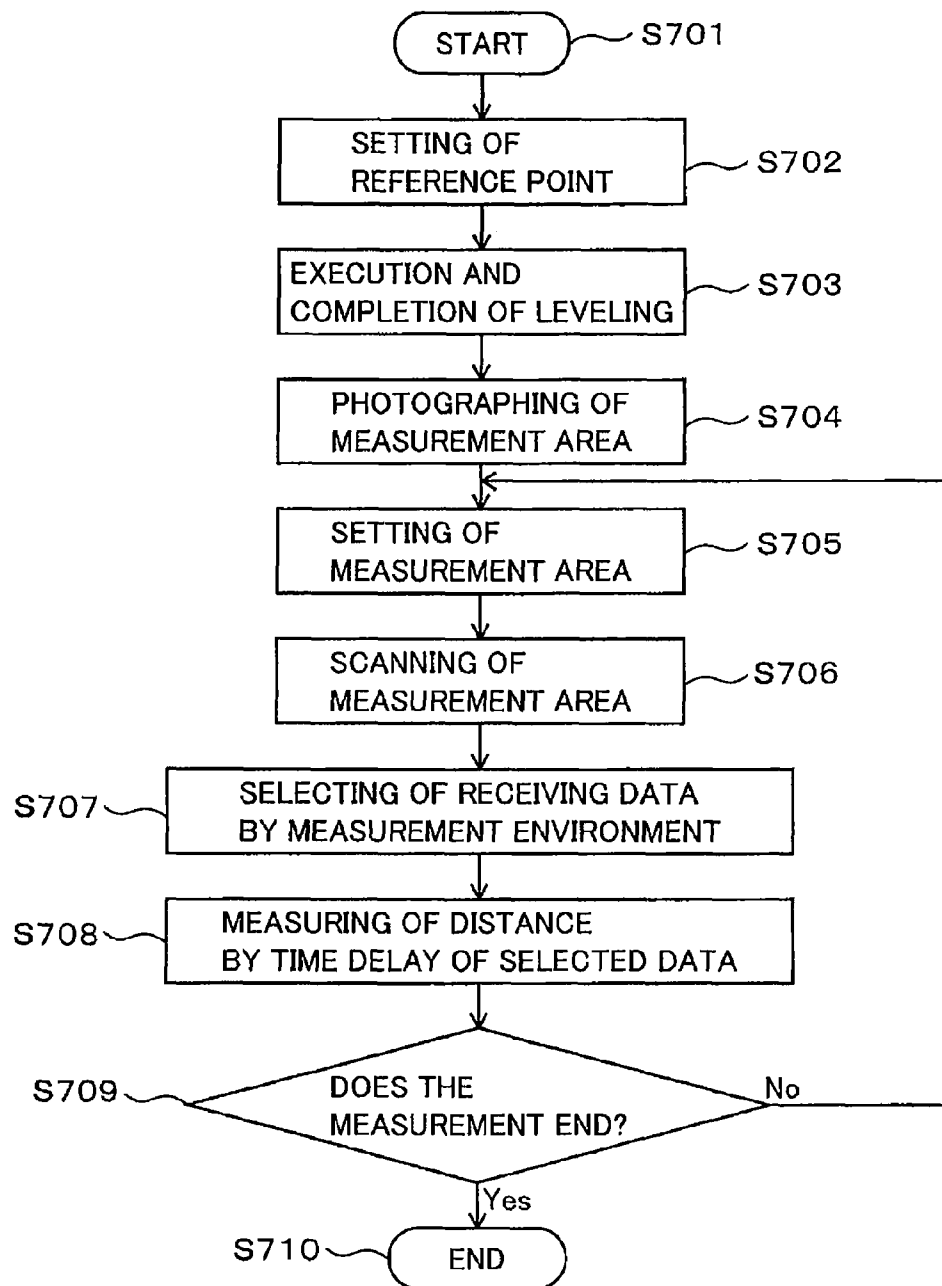 START
S701
SETTING OF
REFERENCE POINT
S702
EXECUTION AND
COMPLETION OF LEVELING
S703
PHOTOGRAPHING OF
MEASUREMENT AREA
S704
SETTING OF
MEASUREMENT AREA
S705
SCANNING OF
MEASUREMENT AREA
S706
S707
SELECTING OF RECEIVING DATA
BY MEASUREMENT ENVIRONMENT
S708
MEASURING OF DISTANCE
BY TIME DELAY OF SELECTED DATA
S709
DOES THE
MEASUREMENT END?
No
Yes
S710
END